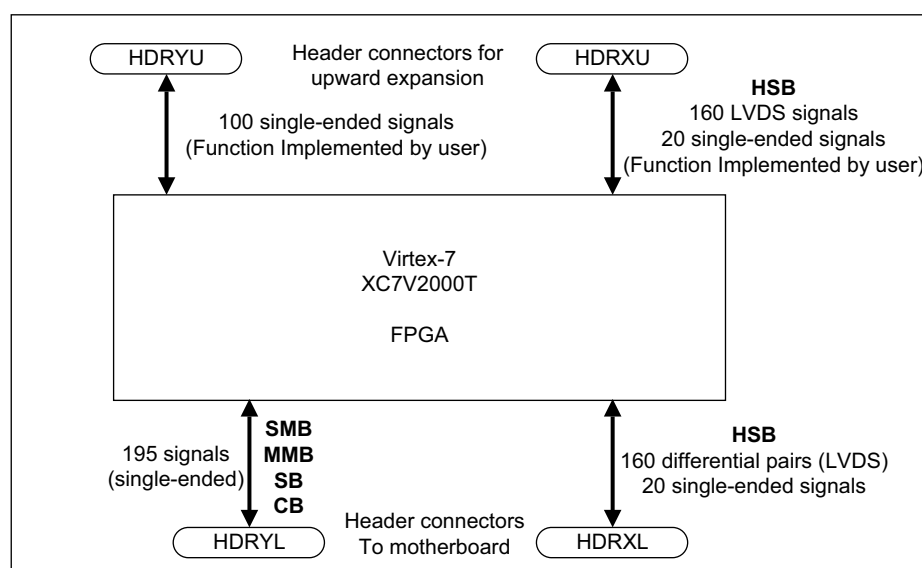 HDRYU
Header connectors for
upward expansion
HDRXU
100 single-ended signals
(Function Implemented by user)
HSB
160 LVDS signals
20 single-ended signals
(Function Implemented by user)
Virtex-7
XC7V2000T
FPGA
195 signals
(single-ended)
SMB
MMB
SB
CB
HSB
160 differential pairs (LVDS)
20 single-ended signals
HDRYL
Header connectors
To motherboard
HDRXL